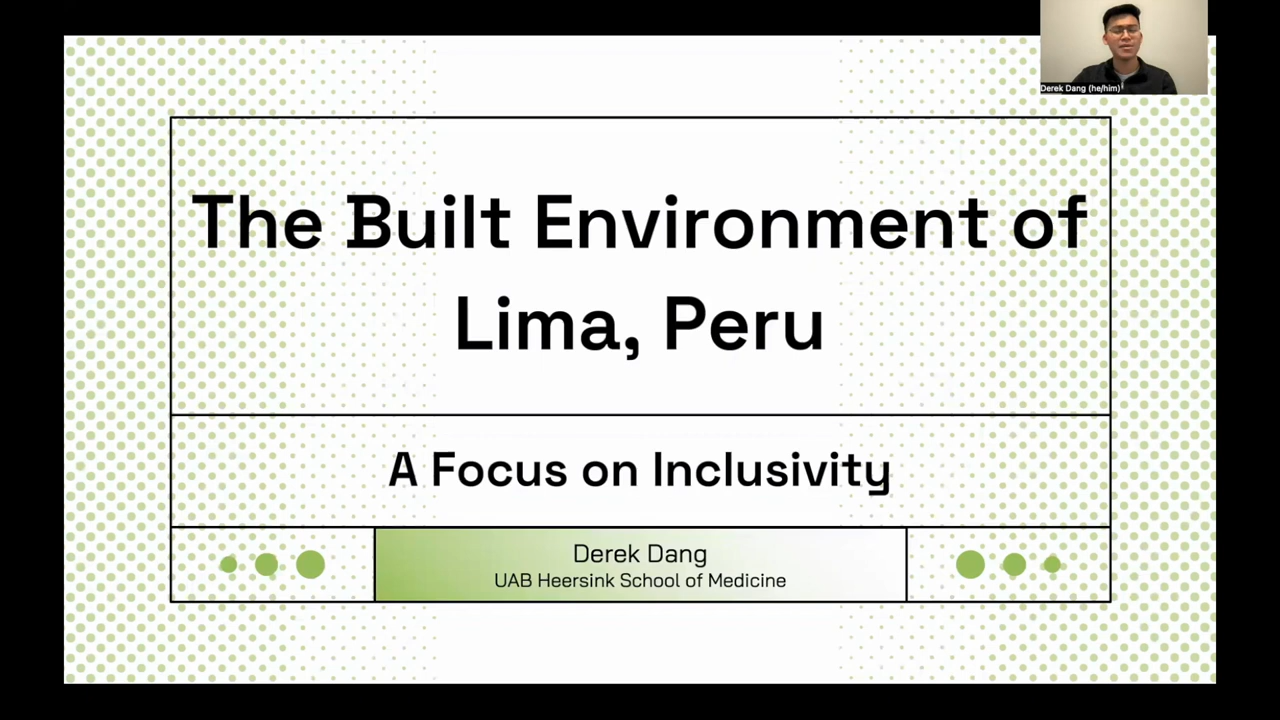 Derek Dang (he/him)
The Built Environment of
Lima, Peru
A Focus on Inclusivity
Derek Dang
UAB Heersink School of Medicine